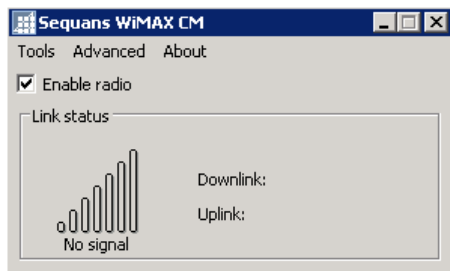 Sequans WiMAX CM
Tools Advanced About
Enable radio
Link status
Downlink:
Uplink:
No signal